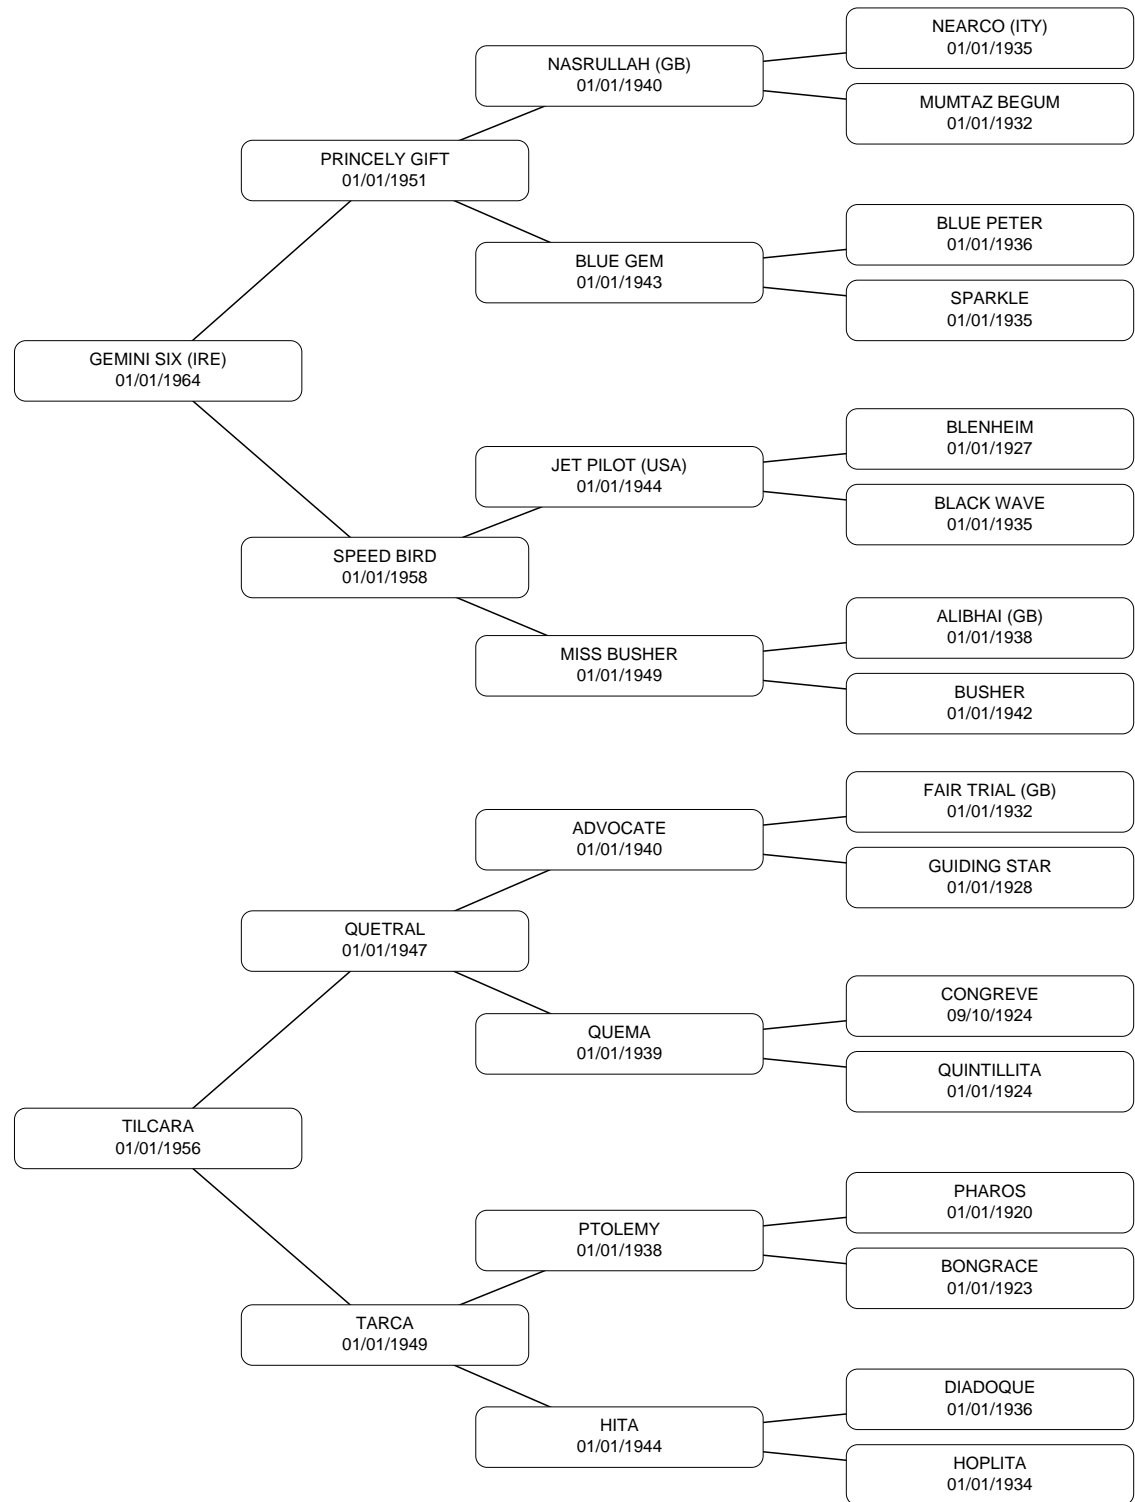 NEARCO (ITY)
01/01/1935
NASRULLAH (GB)
01/01/1940
MUMTAZ BEGUM
01/01/1932
PRINCELY GIFT
01/01/1951
BLUE PETER
01/01/1936
BLUE GEM
01/01/1943
SPARKLE
01/01/1935
GEMINI SIX (IRE)
01/01/1964
BLENHEIM
01/01/1927
JET PILOT (USA)
01/01/1944
BLACK WAVE
01/01/1935
SPEED BIRD
01/01/1958
ALIBHAI (GB)
01/01/1938
MISS BUSHER
01/01/1949
BUSHER
01/01/1942
FAIR TRIAL (GB)
01/01/1932
ADVOCATE
01/01/1940
GUIDING STAR
01/01/1928
QUETRAL
01/01/1947
CONGREVE
09/10/1924
QUEMA
01/01/1939
QUINTILLITA
01/01/1924
TILCARA
01/01/1956
PHAROS
01/01/1920
PTOLEMY
01/01/1938
BONGRACE
01/01/1923
TARCA
01/01/1949
DIADOQUE
01/01/1936
HITA
01/01/1944
HOPLITA
01/01/1934